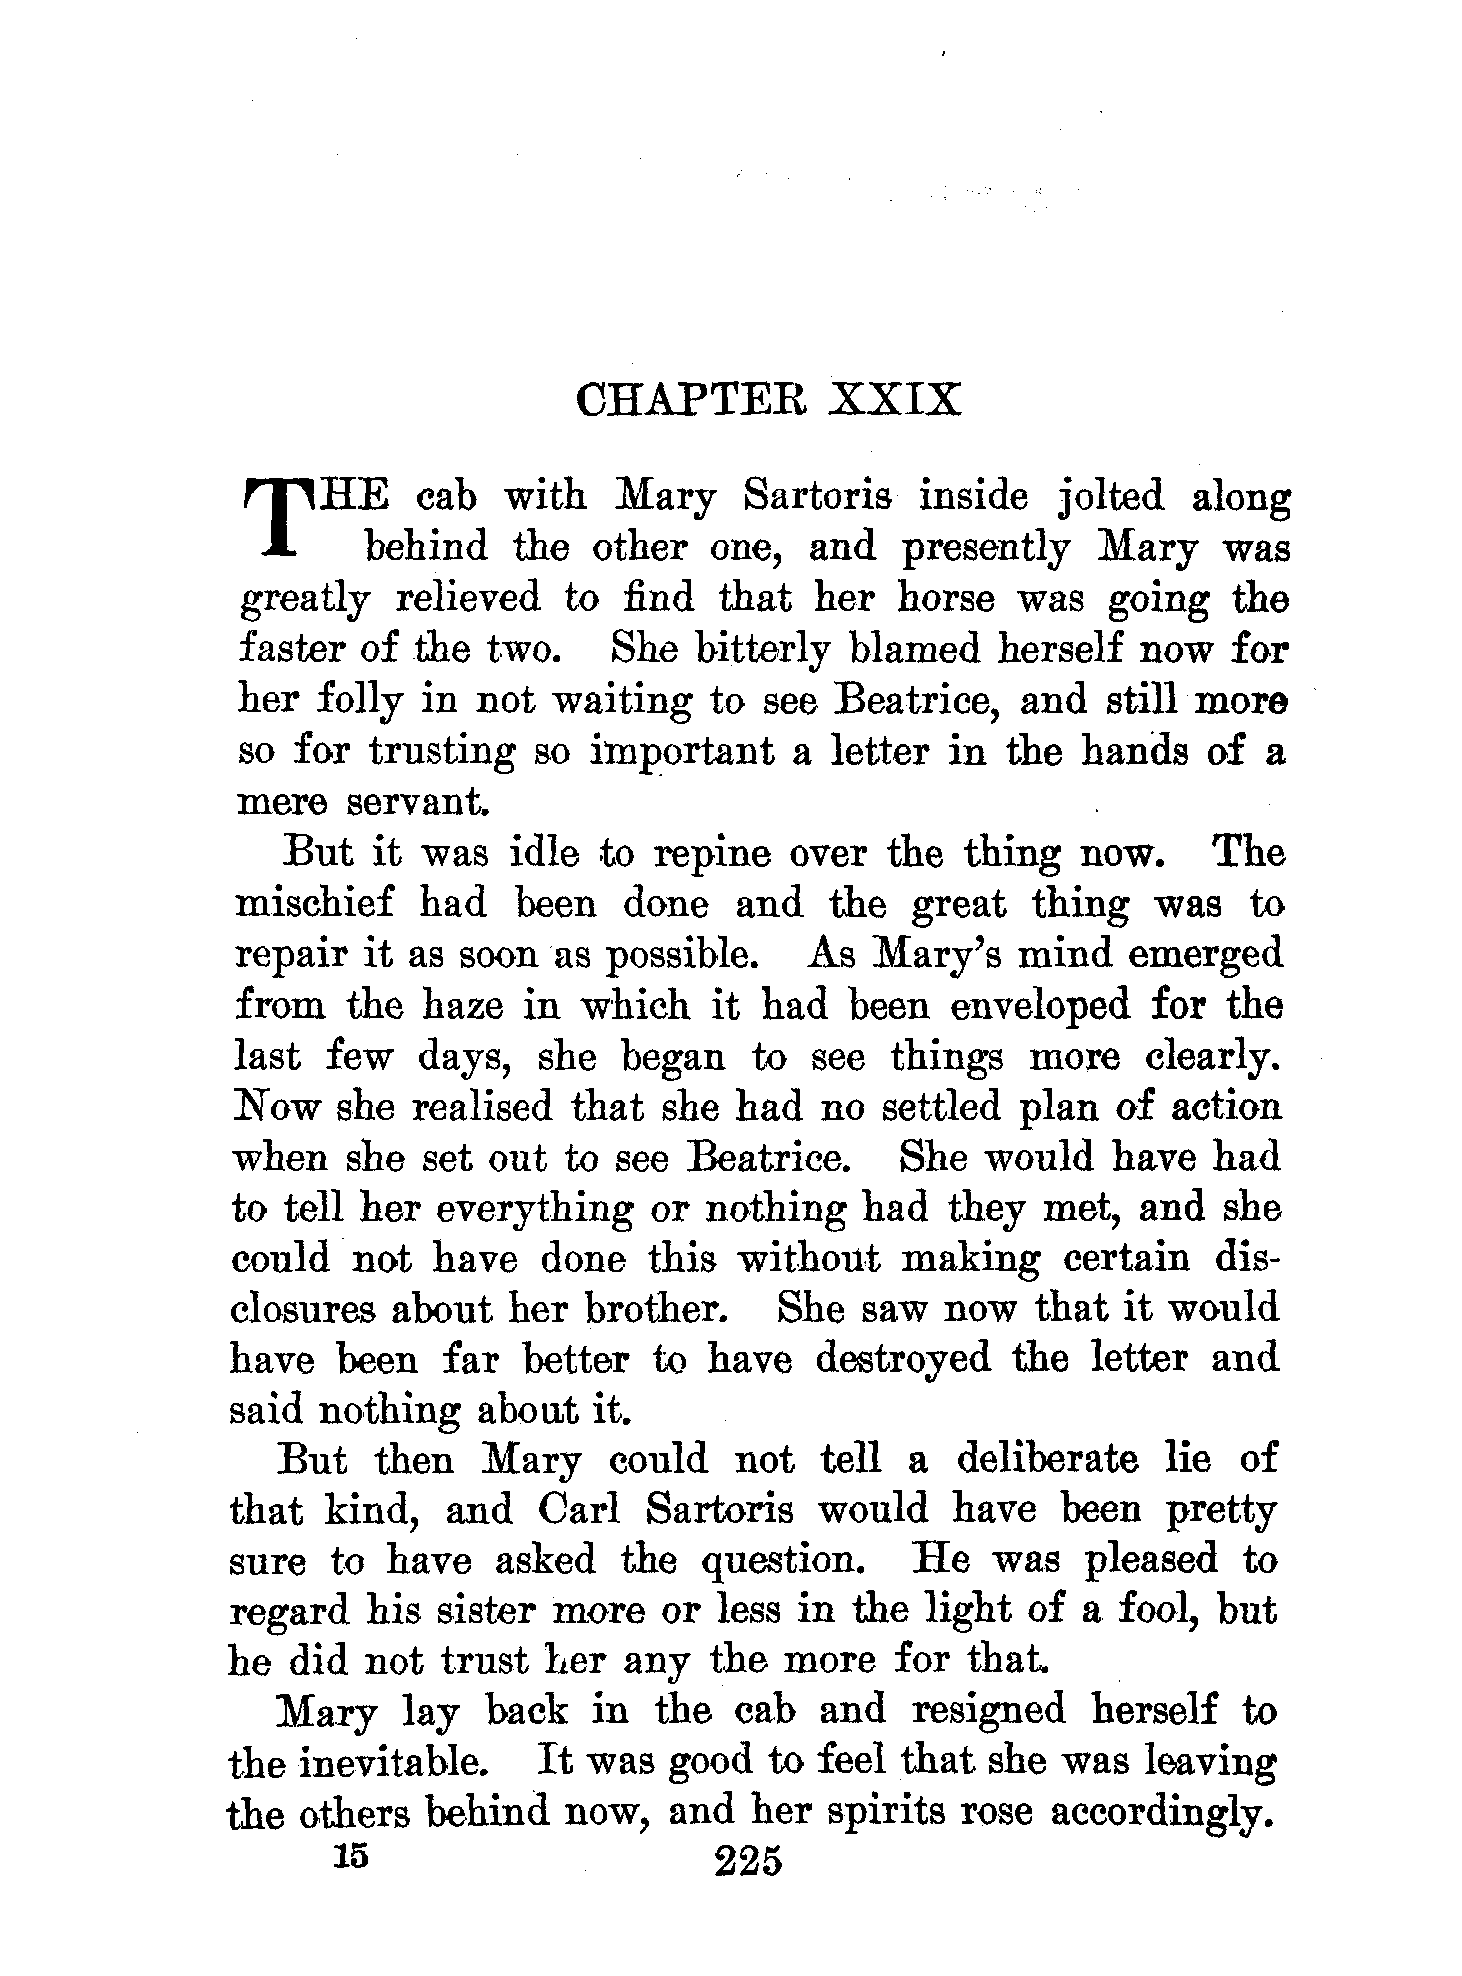 CHAPTER XXIX
THE cab with Mary Sartoris inside jolted along
behind the other one, and presently Mary was
greatly relieved to find that her horse was going the
faster of the two. She bitterly blamed herself now for
her folly in not waiting to see Beatrice, and still more
so for trusting so important a letter in the hands of a
mere servant.
But it was idle to repine over the thing now. The
mischief had been done and the great thing was to
repair it as soon as possible. As Mary's mind emerged
from the haze in which it had been enveloped for the
last few days, she began to see things more clearly.
Now she realised that she had no settled plan of action
when she set out to see Beatrice. She would have had
to tell her everything or nothing had they met, and she
could not have done this without making certain dis-
closures about her brother. She saw now that it would
have been far better to have destroyed the letter and
said nothing about it.
But then Mary could not tell a deliberate lie of
that kind, and Carl Sartoris would have been pretty
sure to have asked the question. He was pleased to
regard his sister more or less in the light of a fool, but
he did not trust her any the more for that.
Mary lay back in the cab and resigned herself to
the inevitable. It was good to feel that she was leaving
the others behind now, and her spirits rose accordingly.
15 225